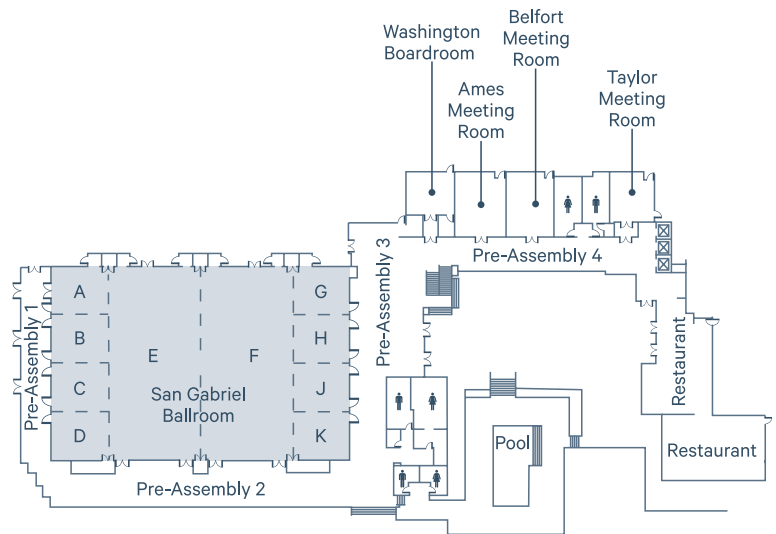 Washington
Boardroom
Belfort
Meeting
Room
Ames
Meeting
Room
Taylor
Meeting
Room
Pre-Assembly 3
Pre-Assembly 4
Pre-Assembly 1
A
B
C
D
E
F
G
H
J
K
San Gabriel
Ballroom
Pre-Assembly 2
Pool
Restaurant
Restaurant